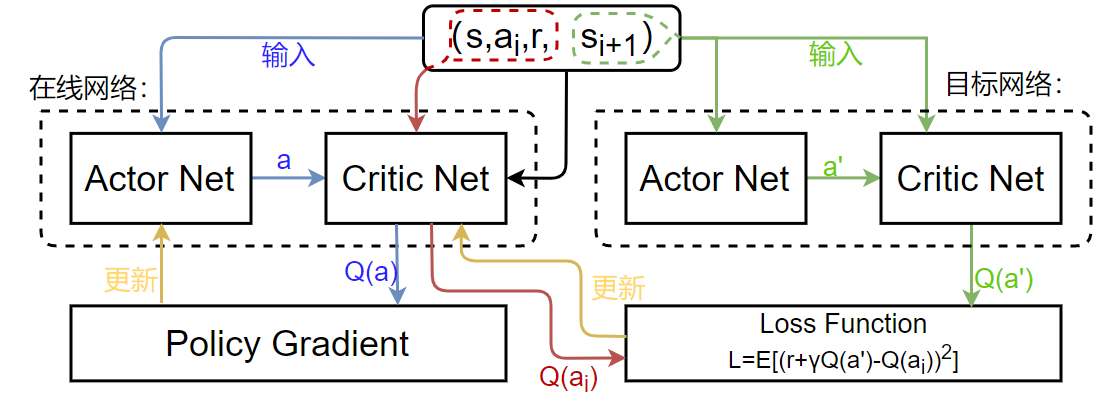 (s,aᵢ,r, sᵢ₊₁)
输入
输入
在线网络:
目标网络:
Actor Net
a
Critic Net
Actor Net
a'
Critic Net
更新
Q(a)
更新
Q(a')
Policy Gradient
Q(aᵢ)
Loss Function
L=E[(r+γQ(a')-Q(aᵢ))²]